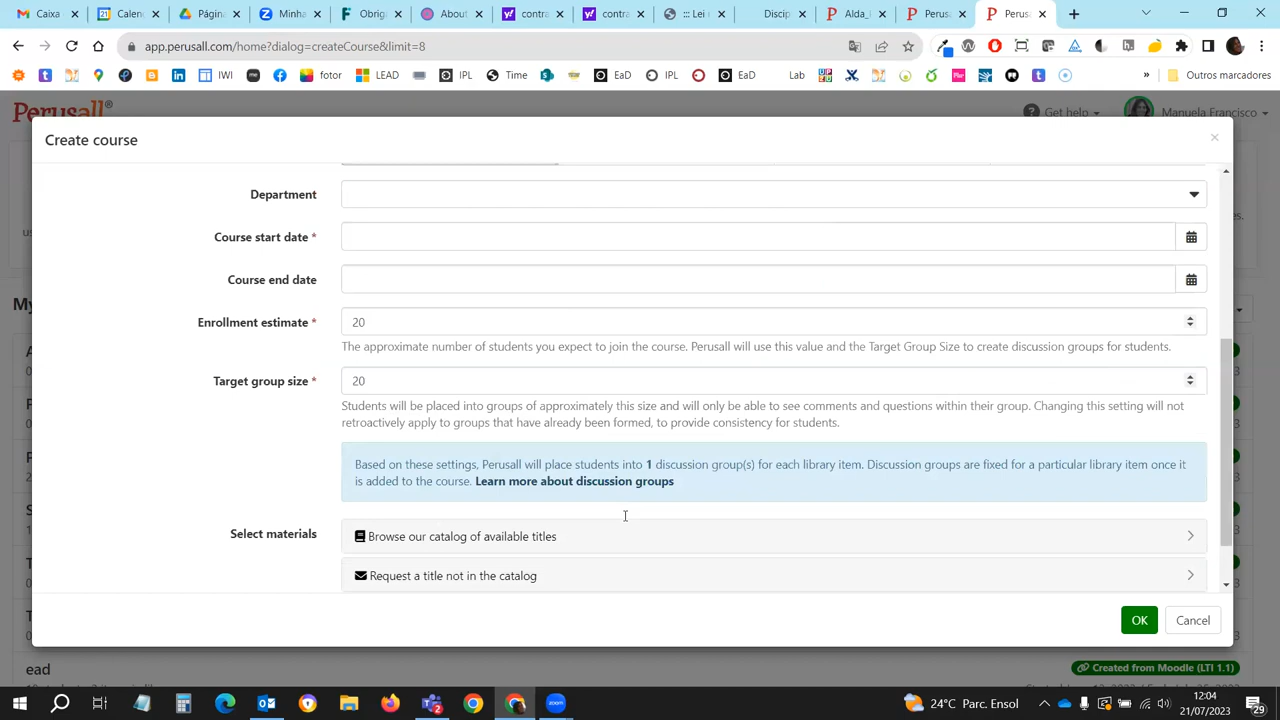 Caixa
Calen
Págin
Minha
Obrig
About
contra
contra
::: Lei
Discip
Alda_i
Perus
Perus
app.perusall.com/home?dialog=createCourse&limit=8
IWI
fotor
LEAD
IPL
Time
EaD
IPL
EaD
Lab
Outros marcadores
Perusall®
Get help
Manuela Francisco
Create course
Department
Course start date *
Course end date
Enrollment estimate *
20
The approximate number of students you expect to join the course. Perusall will use this value and the Target Group Size to create discussion groups for students.
Target group size *
20
Students will be placed into groups of approximately this size and will only be able to see comments and questions within their group. Changing this setting will not
retroactively apply to groups that have already been formed, to provide consistency for students.
Based on these settings, Perusall will place students into 1 discussion group(s) for each library item. Discussion groups are fixed for a particular library item once it
is added to the course. Learn more about discussion groups
Select materials
Browse our catalog of available titles
Request a title not in the catalog
OK
Cancel
My
ead
Created from Moodle (LTI 1.1)
24°C Parc. Ensol
12:04
21/07/2023
29